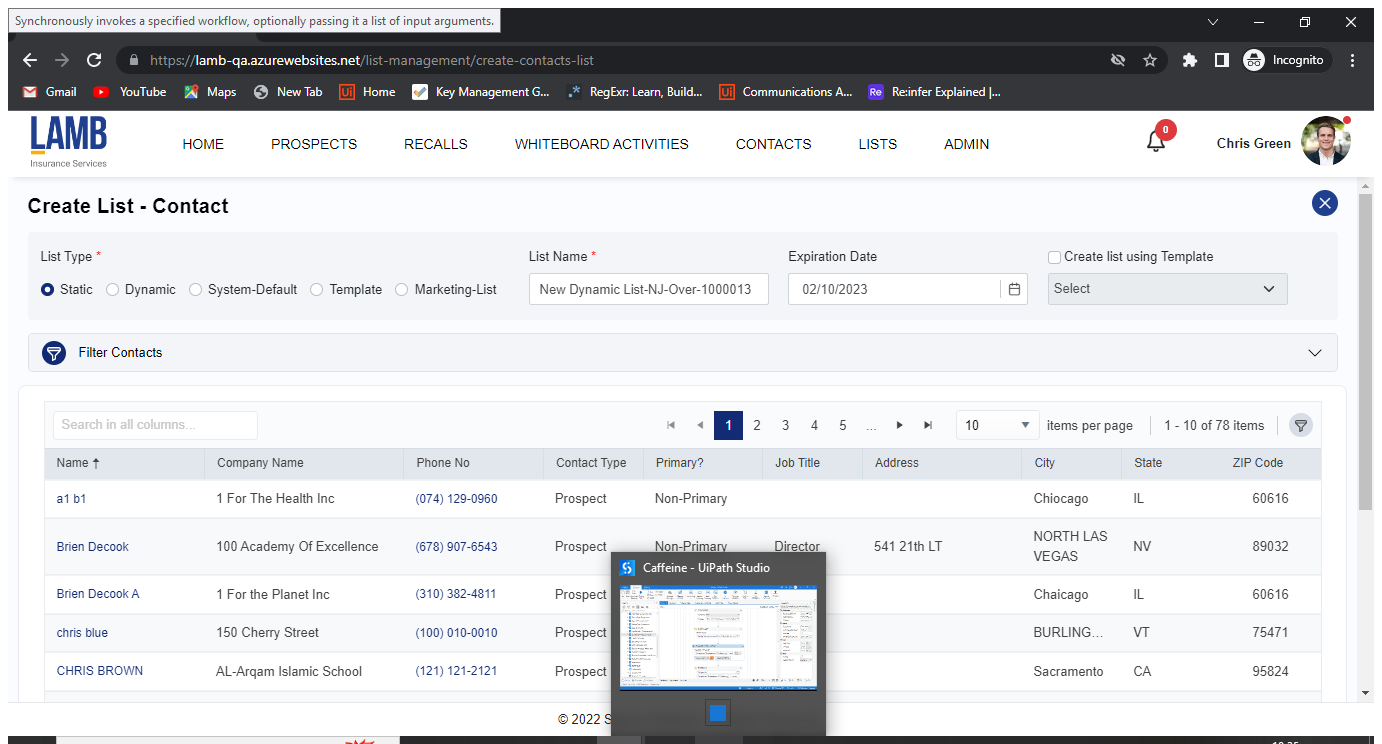 Synchronously invokes a specified workflow, optionally passing it a list of input arguments.
https://lamb-qa.azurewebsites.net/list-management/create-contacts-list
Incognito
Gmail YouTube Maps New Tab Ui Home Key Management G... .* RegExr: Learn, Build... Ui Communications A... Re Re:infer Explained |...
LAMB
Insurance Services
HOME PROSPECTS RECALLS WHITEBOARD ACTIVITIES CONTACTS LISTS ADMIN 0 Chris Green
Create List - Contact
List Type * List Name * Expiration Date Create list using Template
Static Dynamic System-Default Template Marketing-List New Dynamic List-NJ-Over-1000013 02/10/2023 Select
Filter Contacts
Search in all columns... 1 2 3 4 5 ... 10 items per page 1 - 10 of 78 items
Name Company Name Phone No Contact Type Primary? Job Title Address City State ZIP Code
a1 b1 1 For The Health Inc (074) 129-0960 Prospect Non-Primary Chiocago IL 60616
Brien Decook 100 Academy Of Excellence (678) 907-6543 Prospect Non-Primary Director 541 21th LT NORTH LAS VEGAS NV 89032
Caffeine - UiPath Studio
Brien Decook A 1 For the Planet Inc (310) 382-4811 Prospect Chaicago IL 60616
chris blue 150 Cherry Street (100) 010-0010 Prospect BURLING... VT 75471
CHRIS BROWN AL-Arqam Islamic School (121) 121-2121 Prospect Sacramento CA 95824
© 2022 S